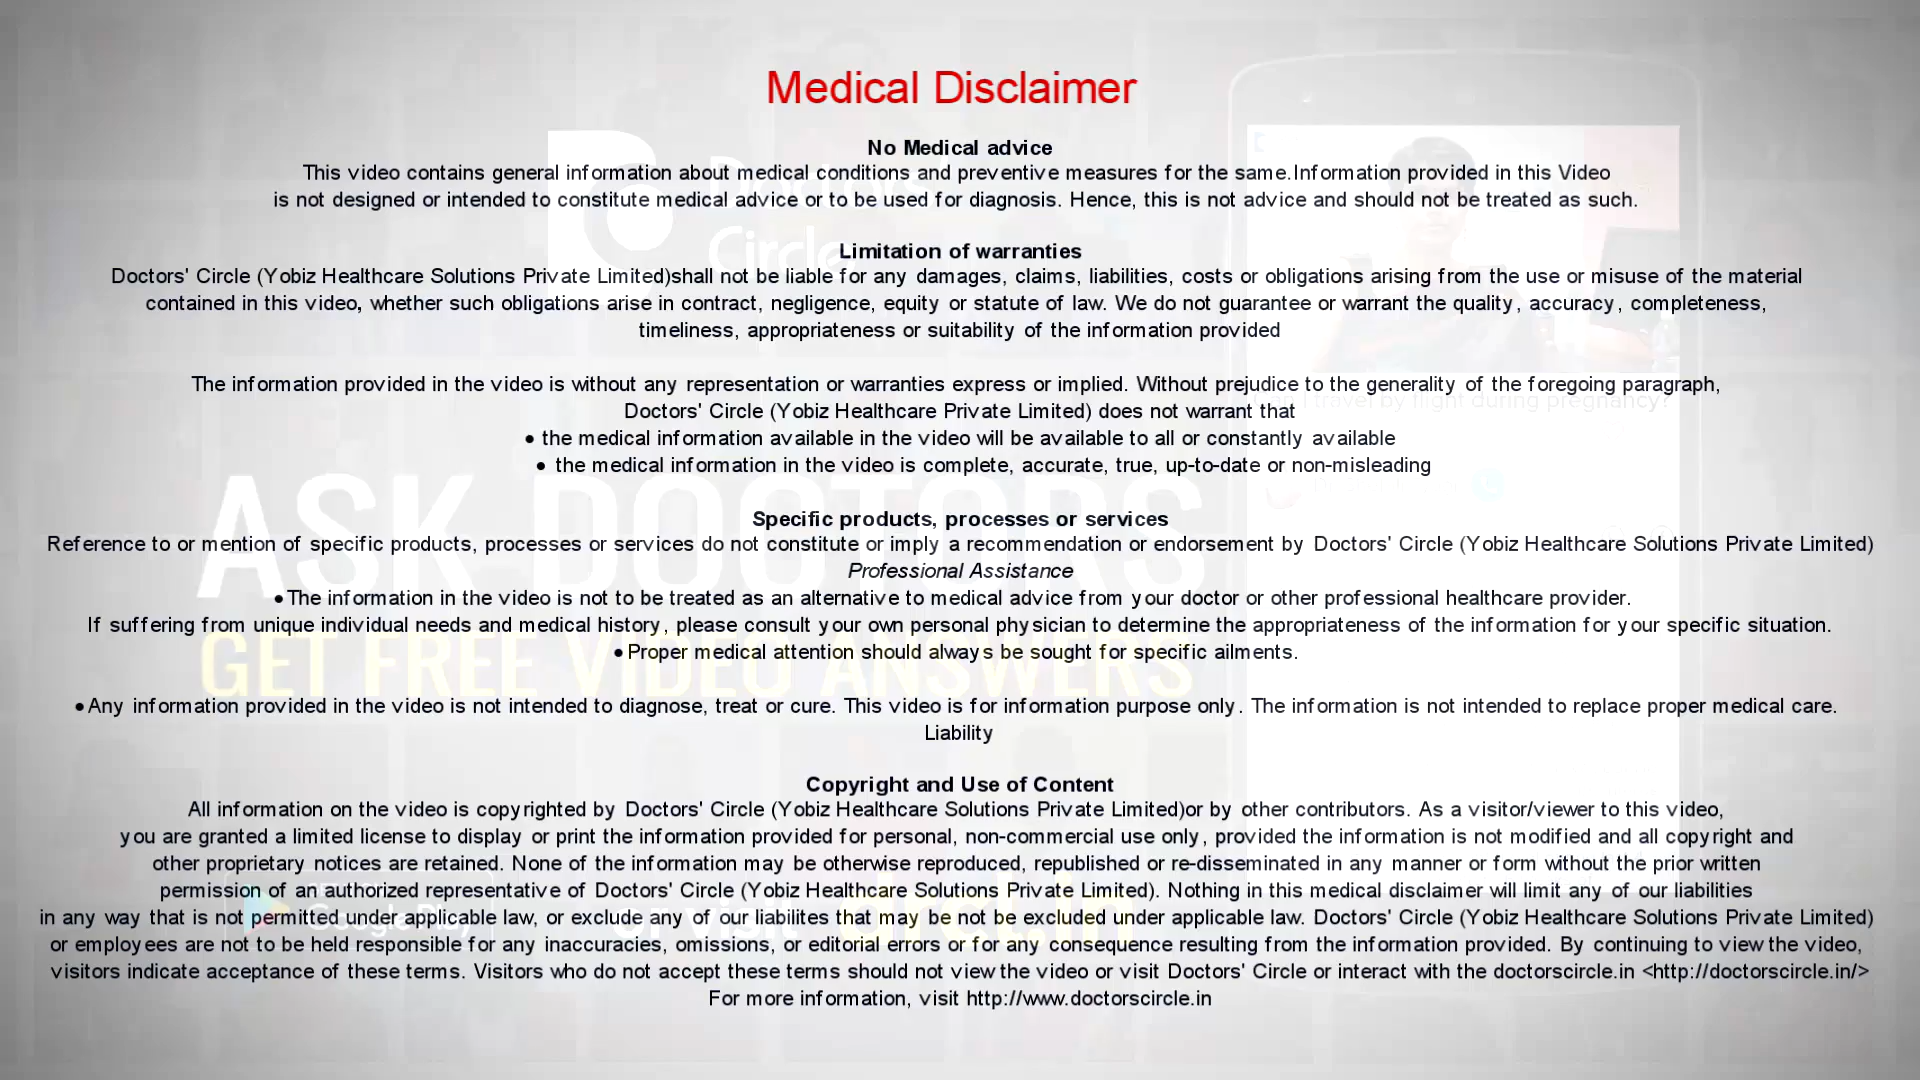 Medical Disclaimer
No Medical advice
This video contains general information about medical conditions and preventive measures for the same.Information provided in this Video
is not designed or intended to constitute medical advice or to be used for diagnosis. Hence, this is not advice and should not be treated as such.
Limitation of warranties
Doctors' Circle (Yobiz Healthcare Solutions Private Limited)shall not be liable for any damages, claims, liabilities, costs or obligations arising from the use or misuse of the material
contained in this video, whether such obligations arise in contract, negligence, equity or statute of law. We do not guarantee or warrant the quality, accuracy, completeness,
timeliness, appropriateness or suitability of the information provided
The information provided in the video is without any representation or warranties express or implied. Without prejudice to the generality of the foregoing paragraph,
Doctors' Circle (Yobiz Healthcare Private Limited) does not warrant that
• the medical information available in the video will be available to all or constantly available
• the medical information in the video is complete, accurate, true, up-to-date or non-misleading
Specific products, processes or services
Reference to or mention of specific products, processes or services do not constitute or imply a recommendation or endorsement by Doctors' Circle (Yobiz Healthcare Solutions Private Limited)
Professional Assistance
•The information in the video is not to be treated as an alternative to medical advice from your doctor or other professional healthcare provider.
If suffering from unique individual needs and medical history, please consult your own personal physician to determine the appropriateness of the information for your specific situation.
•Proper medical attention should always be sought for specific ailments.
•Any information provided in the video is not intended to diagnose, treat or cure. This video is for information purpose only. The information is not intended to replace proper medical care.
Liability
Copyright and Use of Content
All information on the video is copyrighted by Doctors' Circle (Yobiz Healthcare Solutions Private Limited)or by other contributors. As a visitor/viewer to this video,
you are granted a limited license to display or print the information provided for personal, non-commercial use only, provided the information is not modified and all copyright and
other proprietary notices are retained. None of the information may be otherwise reproduced, republished or re-disseminated in any manner or form without the prior written
permission of an authorized representative of Doctors' Circle (Yobiz Healthcare Solutions Private Limited). Nothing in this medical disclaimer will limit any of our liabilities
in any way that is not permitted under applicable law, or exclude any of our liabilites that may be not be excluded under applicable law. Doctors' Circle (Yobiz Healthcare Solutions Private Limited)
or employees are not to be held responsible for any inaccuracies, omissions, or editorial errors or for any consequence resulting from the information provided. By continuing to view the video,
visitors indicate acceptance of these terms. Visitors who do not accept these terms should not view the video or visit Doctors' Circle or interact with the doctorscircle.in <http://doctorscircle.in/>
For more information, visit http://www.doctorscircle.in
Doctors'
Circle
Can I travel by flight during pregnancy?
ASK DOCTORS
GET FREE VIDEO ANSWERS
Google Play
or visit drct.in